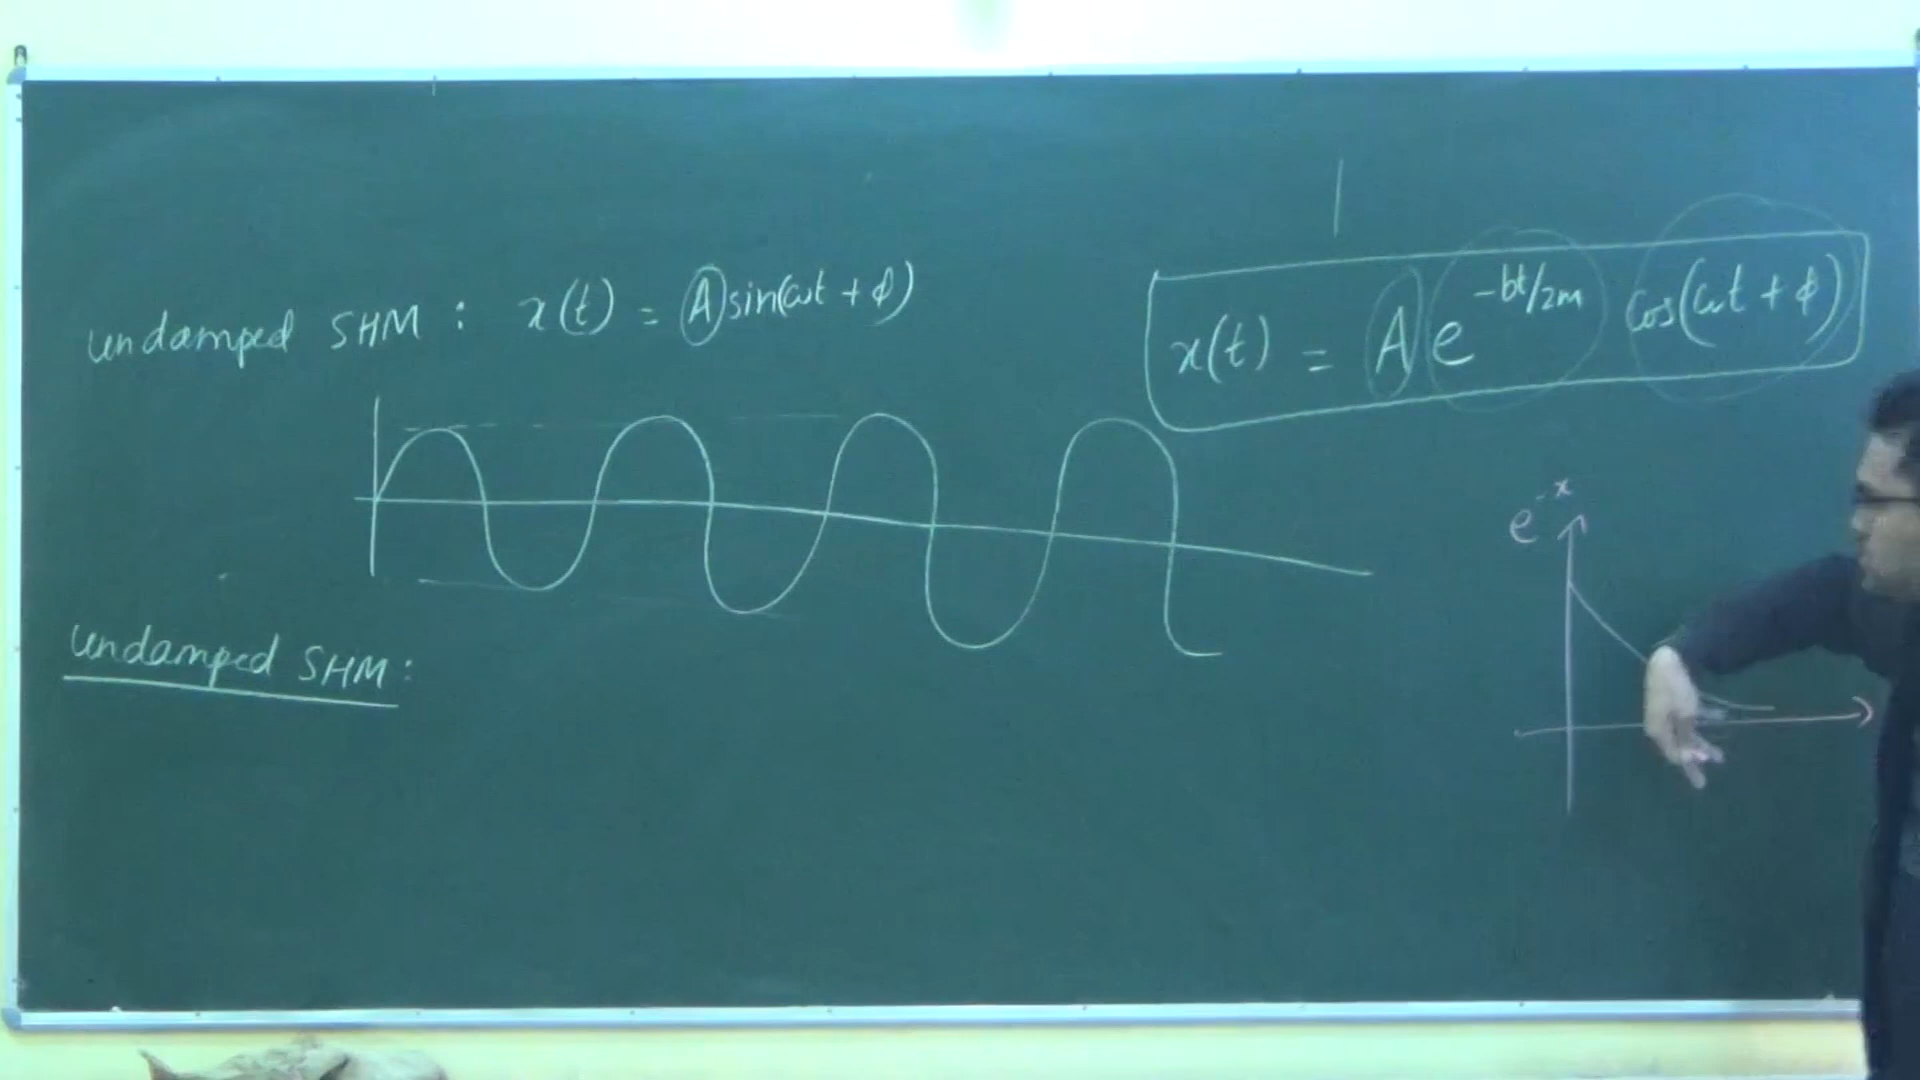 undamped SHM : x(t) = A sin(ωt + φ)
x(t) = A e^{-bt/2m} cos(ωt + φ)
e^{-x}
undamped SHM :